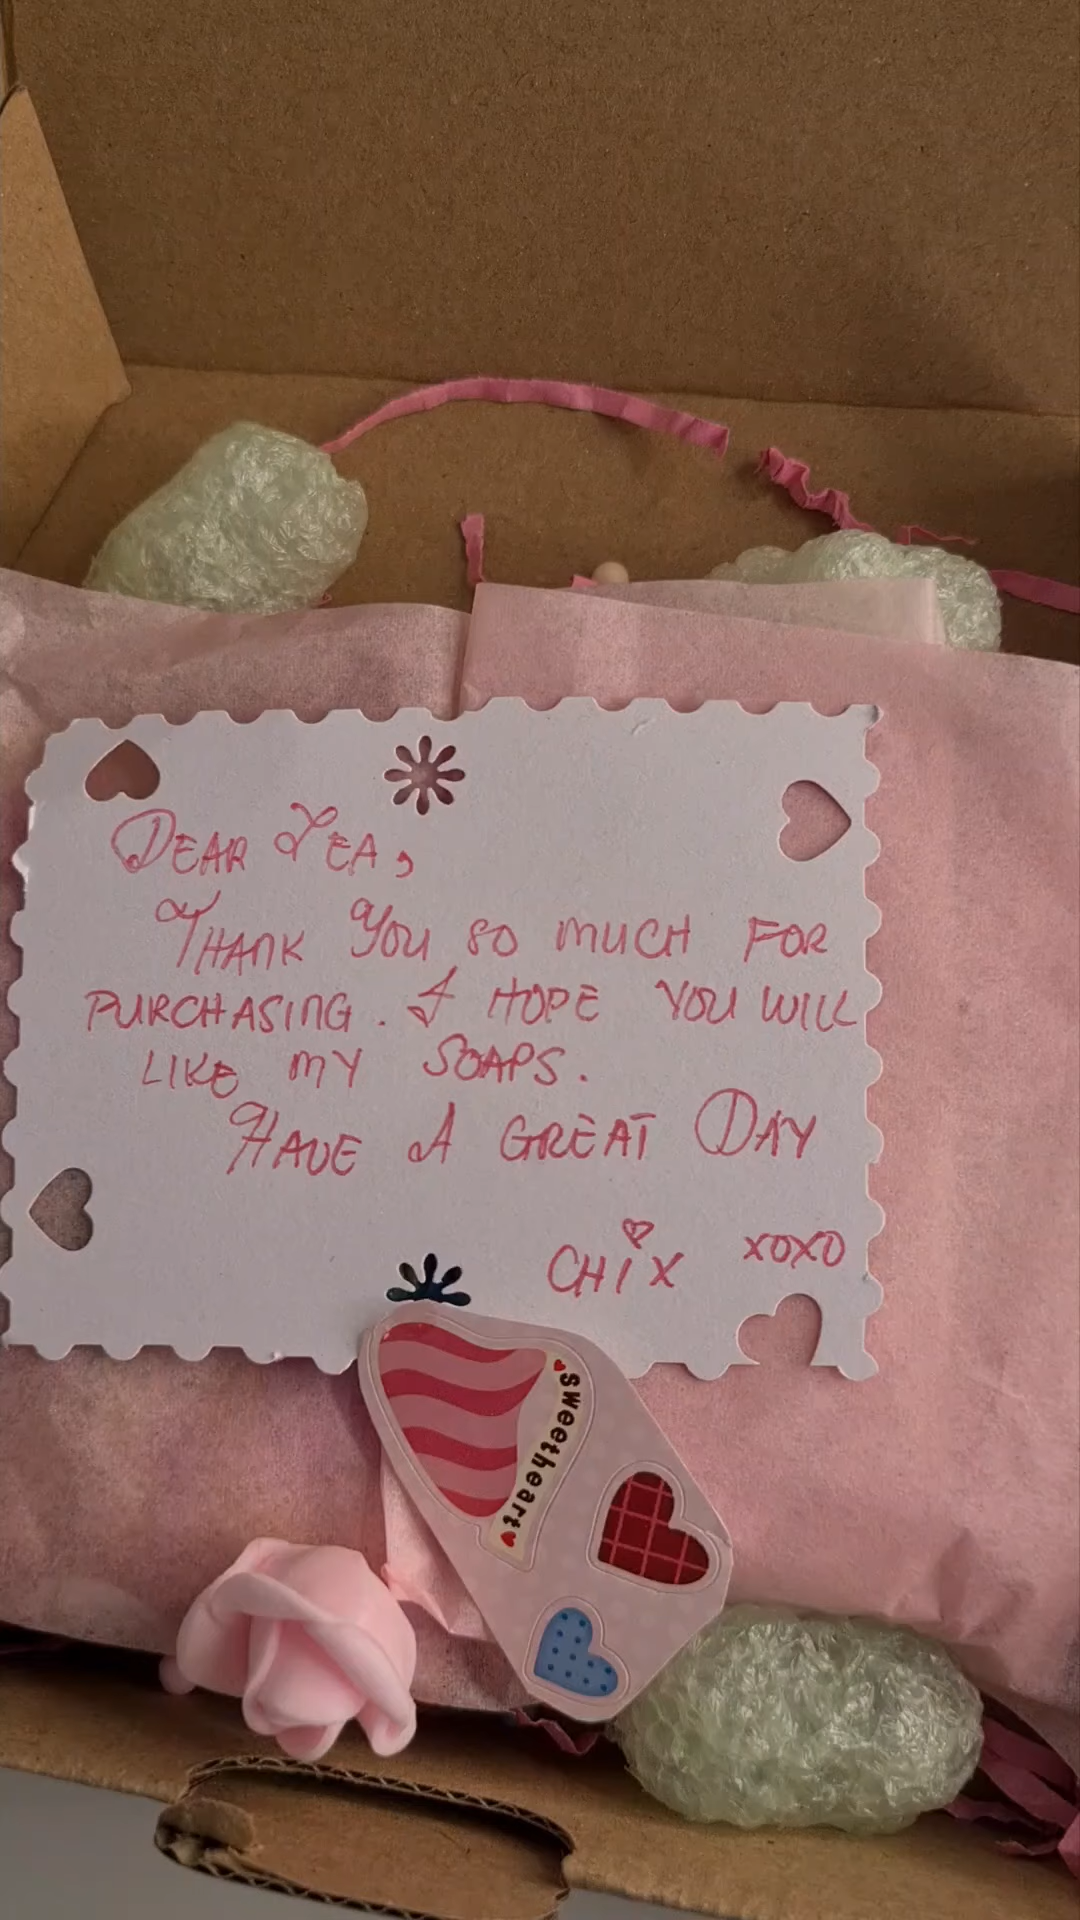 DEAR LEA,
THANK YOU SO MUCH FOR
PURCHASING. I HOPE YOU WILL
LIKE MY SOAPS.
HAVE A GREAT DAY
CHIX XOXO
sweetheart